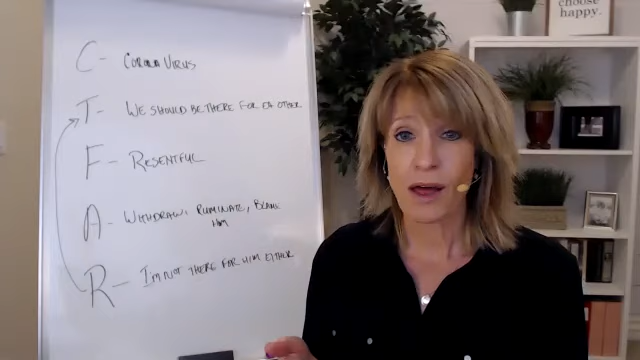 choose
happy.
C- CORONA VIRUS
T- WE SHOULD BE THERE FOR EA OTHER
F- RESENTFUL
A- WITHDRAW, RUMINATE, BLAME
HIM
R- I'M NOT THERE FOR HIM EITHER